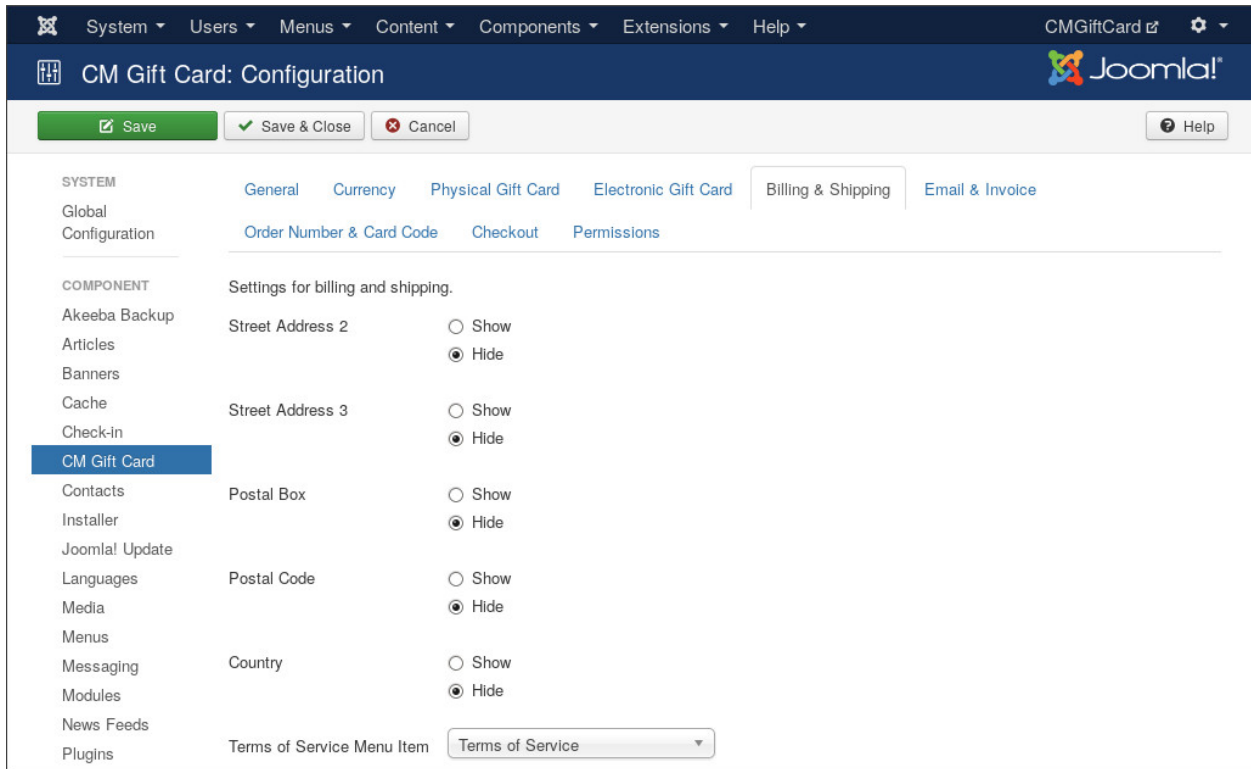 System Users Menus Content Components Extensions Help CMGiftCard
CM Gift Card: Configuration Joomla!
Save Save & Close Cancel Help
SYSTEM
Global
Configuration
COMPONENT
Akeeba Backup
Articles
Banners
Cache
Check-in
CM Gift Card
Contacts
Installer
Joomla! Update
Languages
Media
Menus
Messaging
Modules
News Feeds
Plugins
General Currency Physical Gift Card Electronic Gift Card Billing & Shipping Email & Invoice
Order Number & Card Code Checkout Permissions
Settings for billing and shipping.
Street Address 2 Show
Hide
Street Address 3 Show
Hide
Postal Box Show
Hide
Postal Code Show
Hide
Country Show
Hide
Terms of Service Menu Item Terms of Service